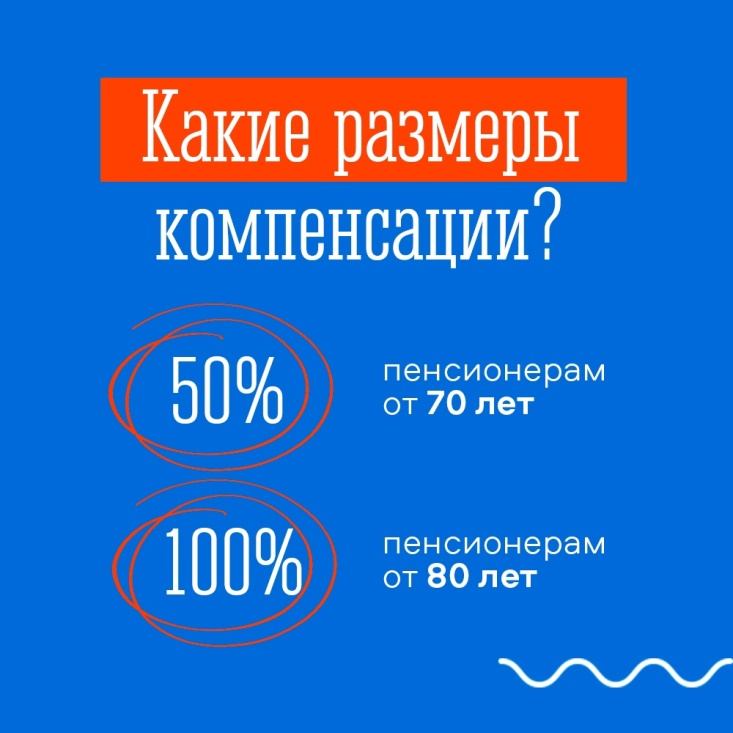 Какие размеры
компенсации?
50%
пенсионерам
от 70 лет
100%
пенсионерам
от 80 лет